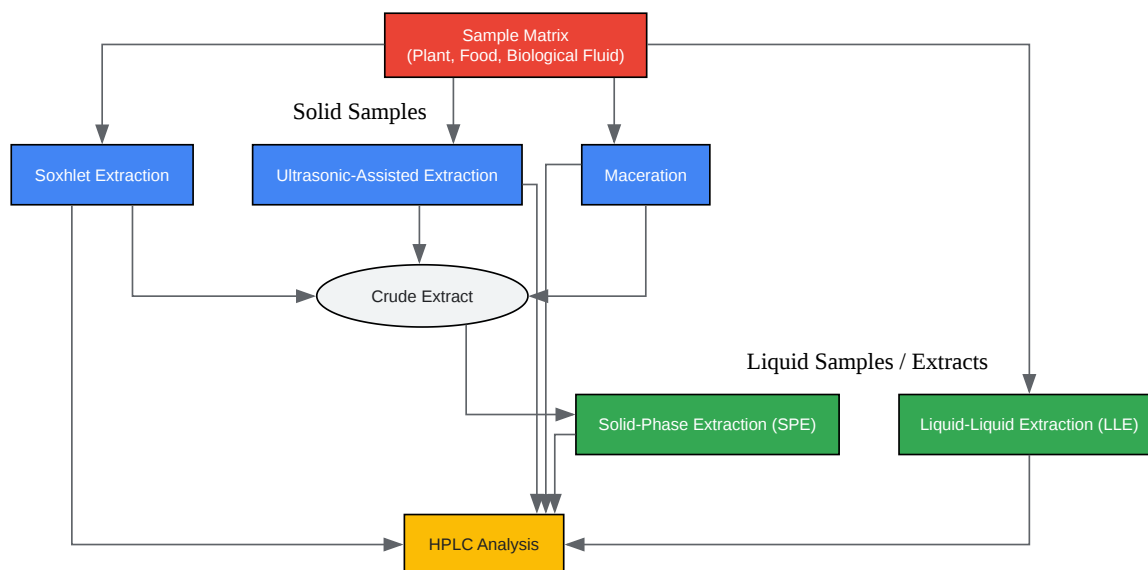 Sample Matrix
(Plant, Food, Biological Fluid)
Solid Samples
Soxhlet Extraction
Ultrasonic-Assisted Extraction
Maceration
Crude Extract
Liquid Samples / Extracts
Solid-Phase Extraction (SPE)
Liquid-Liquid Extraction (LLE)
HPLC Analysis